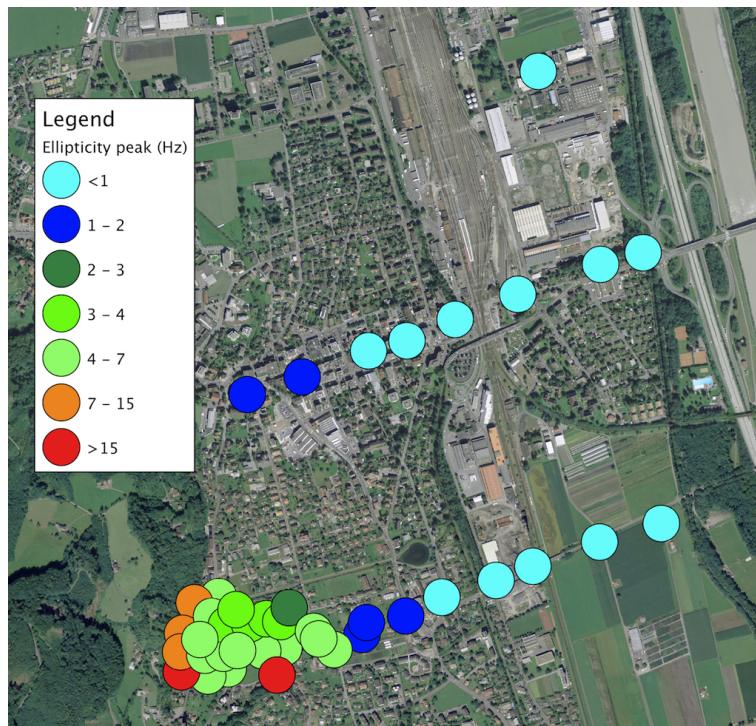 Legend
Ellipticity peak (Hz)
<1
1 – 2
2 – 3
3 – 4
4 – 7
7 – 15
>15